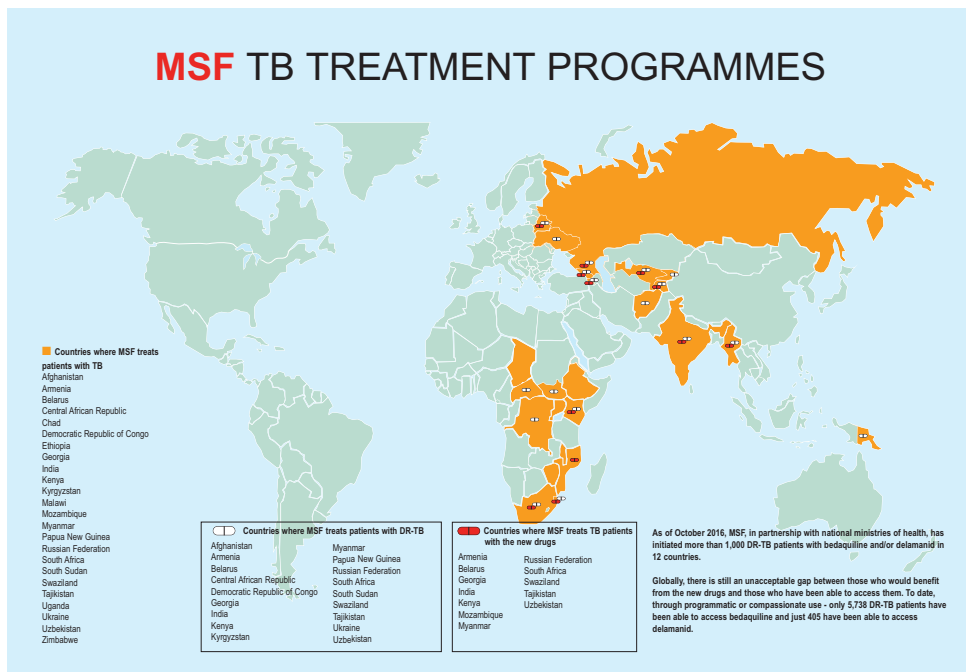 MSF TB TREATMENT PROGRAMMES
Countries where MSF treats
patients with TB
Afghanistan
Armenia
Belarus
Central African Republic
Chad
Democratic Republic of Congo
Ethiopia
Georgia
India
Kenya
Kyrgyzstan
Malawi
Mozambique
Myanmar
Papua New Guinea
Russian Federation
South Africa
South Sudan
Swaziland
Tajikistan
Uganda
Ukraine
Uzbekistan
Zimbabwe
Countries where MSF treats patients with DR-TB
Afghanistan
Armenia
Belarus
Central African Republic
Democratic Republic of Congo
Georgia
India
Kenya
Kyrgyzstan
Myanmar
Papua New Guinea
Russian Federation
South Africa
South Sudan
Swaziland
Tajikistan
Ukraine
Uzbekistan
Countries where MSF treats TB patients
with the new drugs
Armenia
Belarus
Georgia
India
Kenya
Mozambique
Myanmar
Russian Federation
South Africa
Swaziland
Tajikistan
Uzbekistan
As of October 2016, MSF, in partnership with national ministries of health, has
initiated more than 1,000 DR-TB patients with bedaquiline and/or delamanid in
12 countries.
Globally, there is still an unacceptable gap between those who would benefit
from the new drugs and those who have been able to access them. To date,
through programmatic or compassionate use - only 5,738 DR-TB patients have
been able to access bedaquiline and just 405 have been able to access
delamanid.